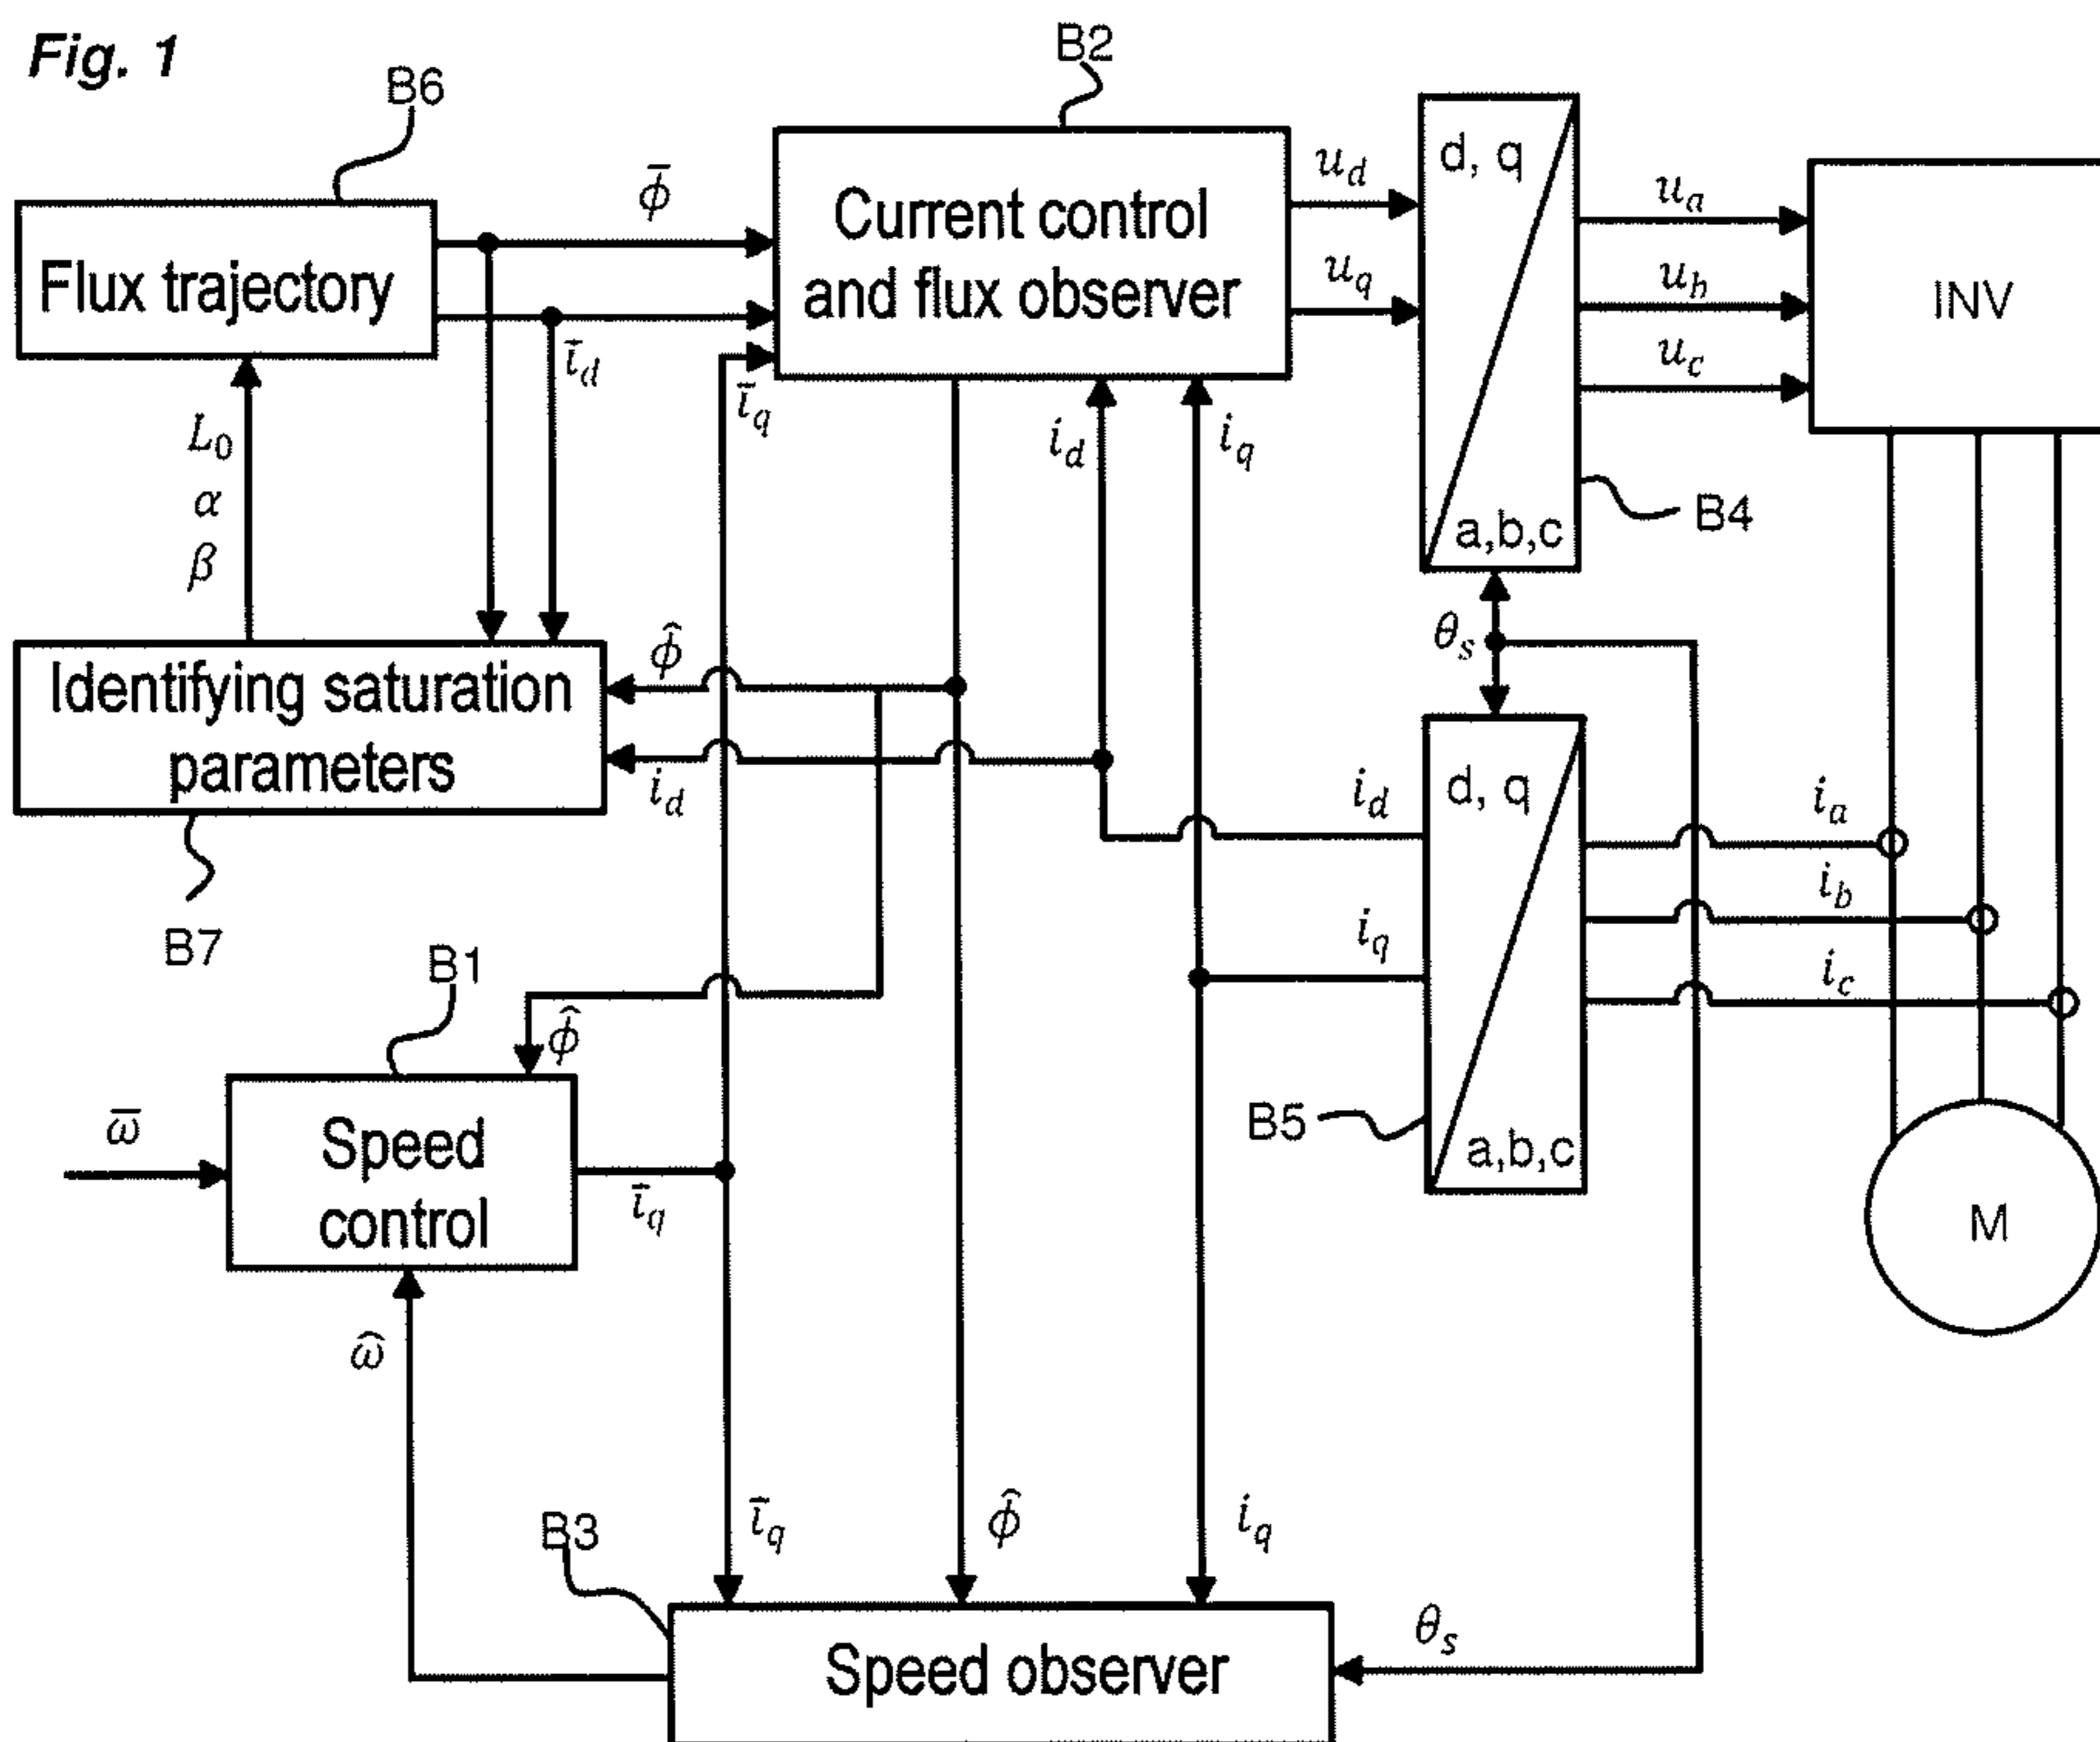 Fig. 1
B6
B2
Flux trajectory
ϕ̄
ī_d
ī_q
Current control
and flux observer
u_d
u_q
d, q
a,b,c
B4
u_a
u_b
u_c
INV
L₀
α
β
i_d
i_q
θ_s
Identifying saturation
parameters
B7
ϕ̂
i_d
i_d
i_q
d, q
a,b,c
B5
i_a
i_b
i_c
M
B1
ϕ̂
ω̄
Speed
control
ī_q
ω̂
B3
ī_q
ϕ̂
i_q
θ_s
Speed observer